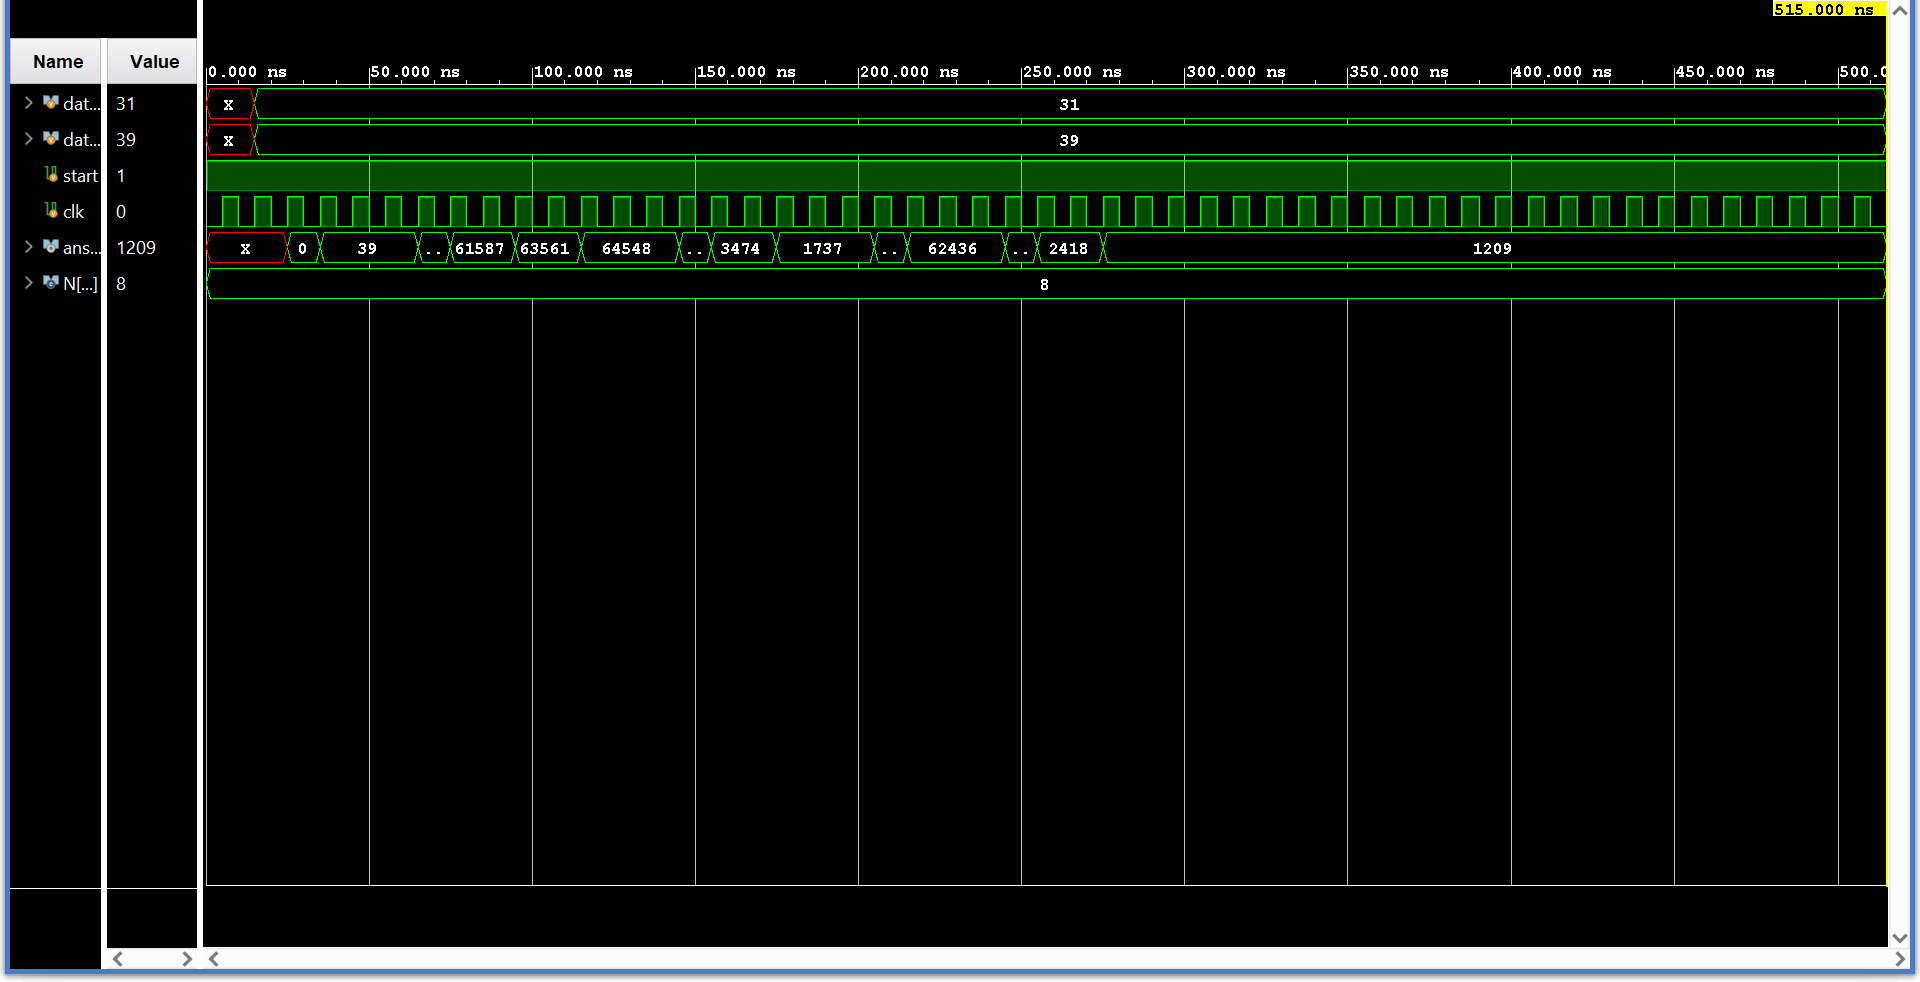 515.000 ns
Name Value 0.000 ns 50.000 ns 100.000 ns 150.000 ns 200.000 ns 250.000 ns 300.000 ns 350.000 ns 400.000 ns 450.000 ns 500.0
dat... 31 X 31
dat... 39 X 39
start 1
clk 0
ans... 1209 X 0 39 .. 61587 63561 64548 .. 3474 1737 .. 62436 .. 2418 1209
N[...] 8 8